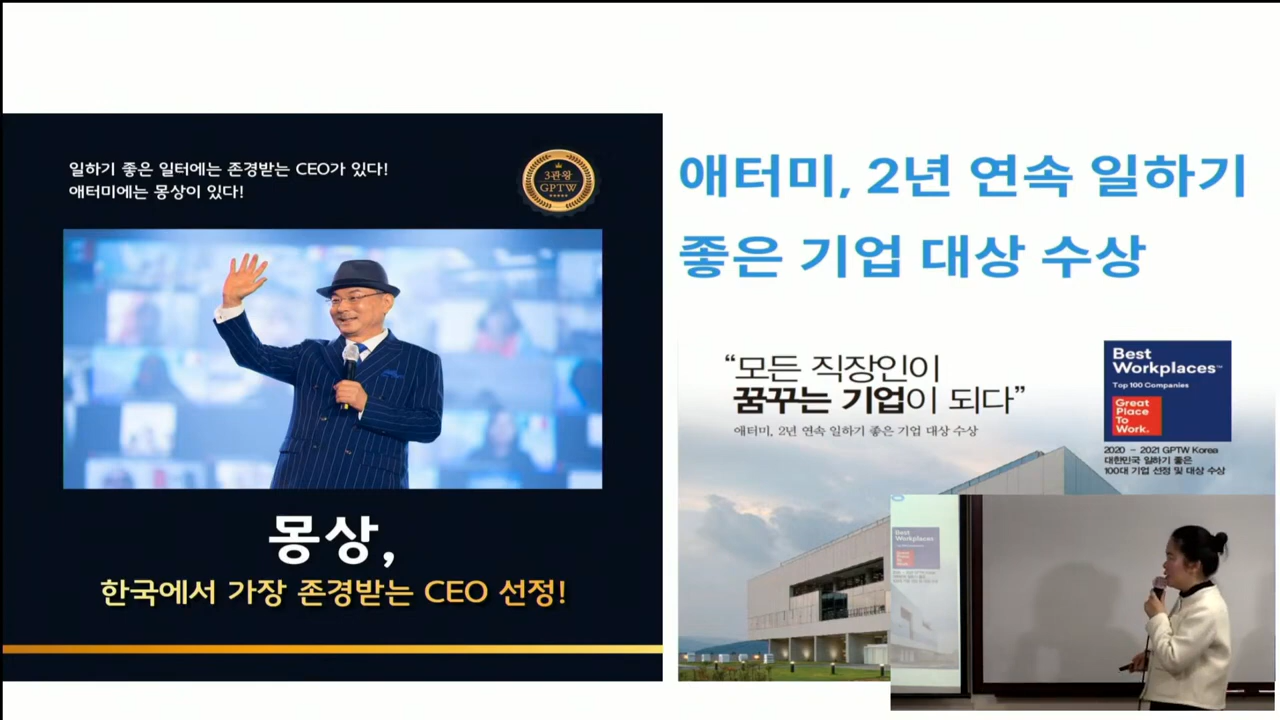 일하기 좋은 일터에는 존경받는 CEO가 있다!
애터미에는 몽상이 있다!
3관왕
GPTW
몽상,
한국에서 가장 존경받는 CEO 선정!
애터미, 2년 연속 일하기
좋은 기업 대상 수상
“모든 직장인이
꿈꾸는 기업이 되다”
애터미, 2년 연속 일하기 좋은 기업 대상 수상
Best
Workplaces™
Top 100 Companies
Great
Place
To
Work.
2020 - 2021 GPTW Korea
대한민국 일하기 좋은
100대 기업 선정 및 대상 수상
Best
Workplaces